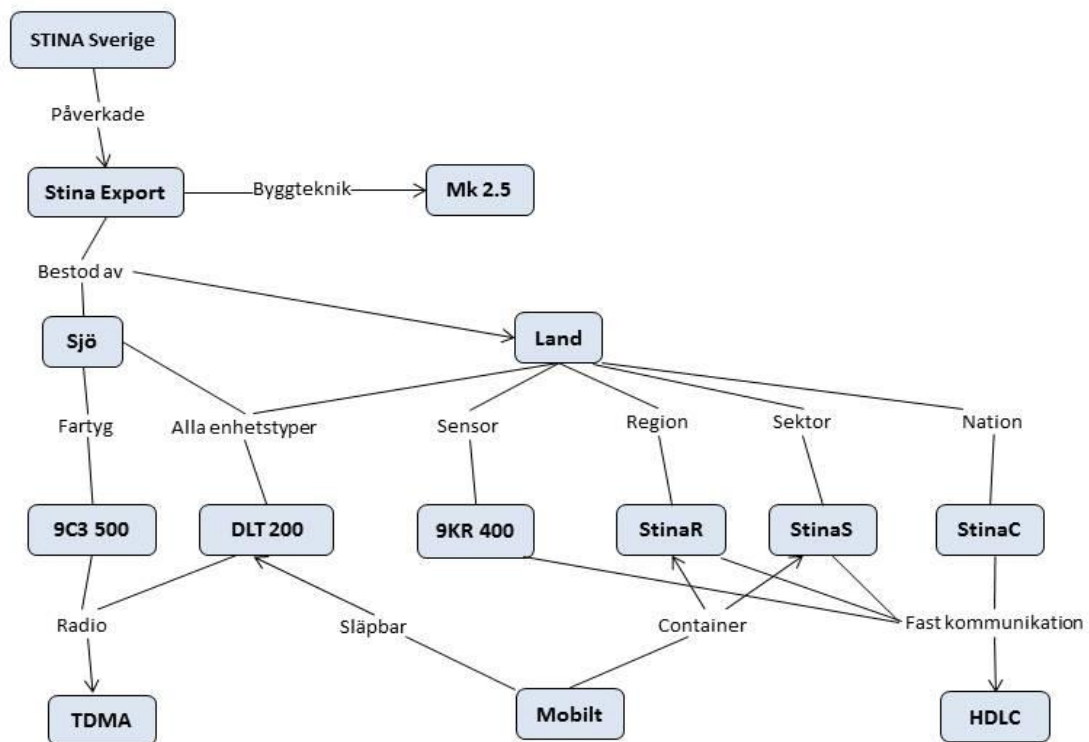 STINA Sverige
Påverkade
Stina Export
Byggteknik
Mk 2.5
Bestod av
Sjö
Land
Fartyg
Alla enhetstyper
Sensor
Region
Sektor
Nation
9C3 500
DLT 200
9KR 400
StinaR
StinaS
StinaC
Radio
Släpbar
Container
Fast kommunikation
TDMA
Mobilt
HDLC